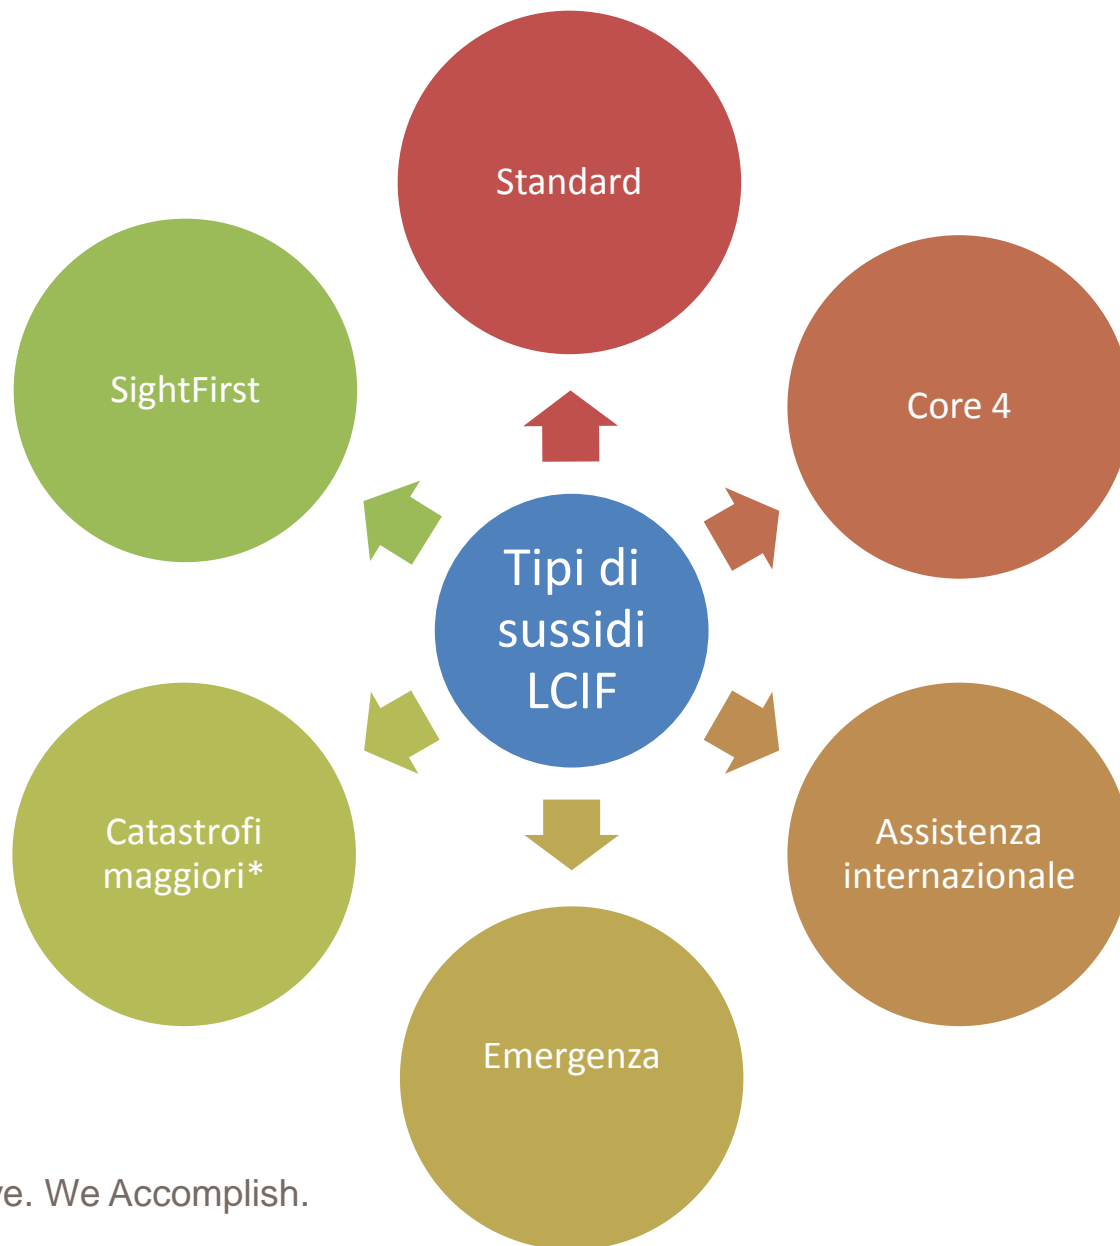 Standard
SightFirst
Core 4
Tipi di
sussidi
LCIF
Catastrofi
maggiori*
Assistenza
internazionale
Emergenza
We Accomplish.